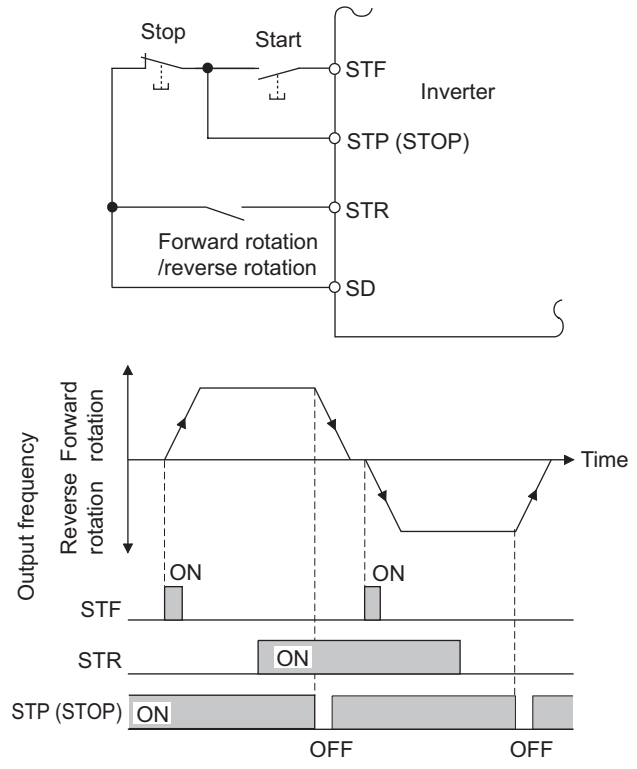 Stop
Start
STF
Inverter
STP (STOP)
STR
Forward rotation
/reverse rotation
SD
Output frequency
Reverse rotation
Forward rotation
Time
ON
ON
STF
STR
ON
STP (STOP)
ON
OFF
OFF